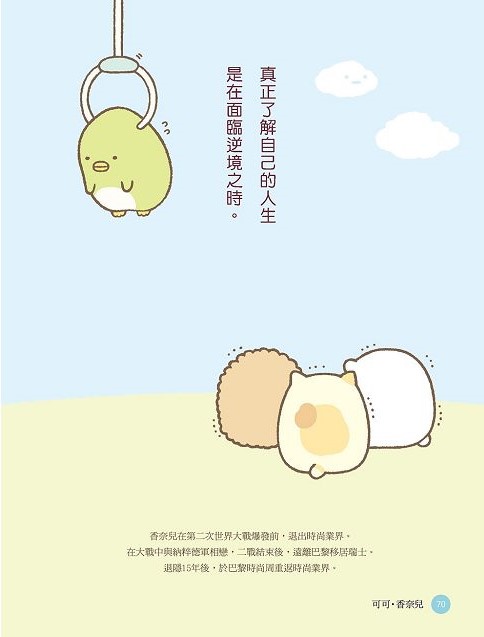 真正了解自己的人生
是在面臨逆境之時。
香奈兒在第二次世界大戰爆發前，退出時尚業界。
在大戰中與納粹德軍相戀，二戰結束後，遠離巴黎移居瑞士。
退隱15年後，於巴黎時尚周重返時尚業界。
可可•香奈兒 70